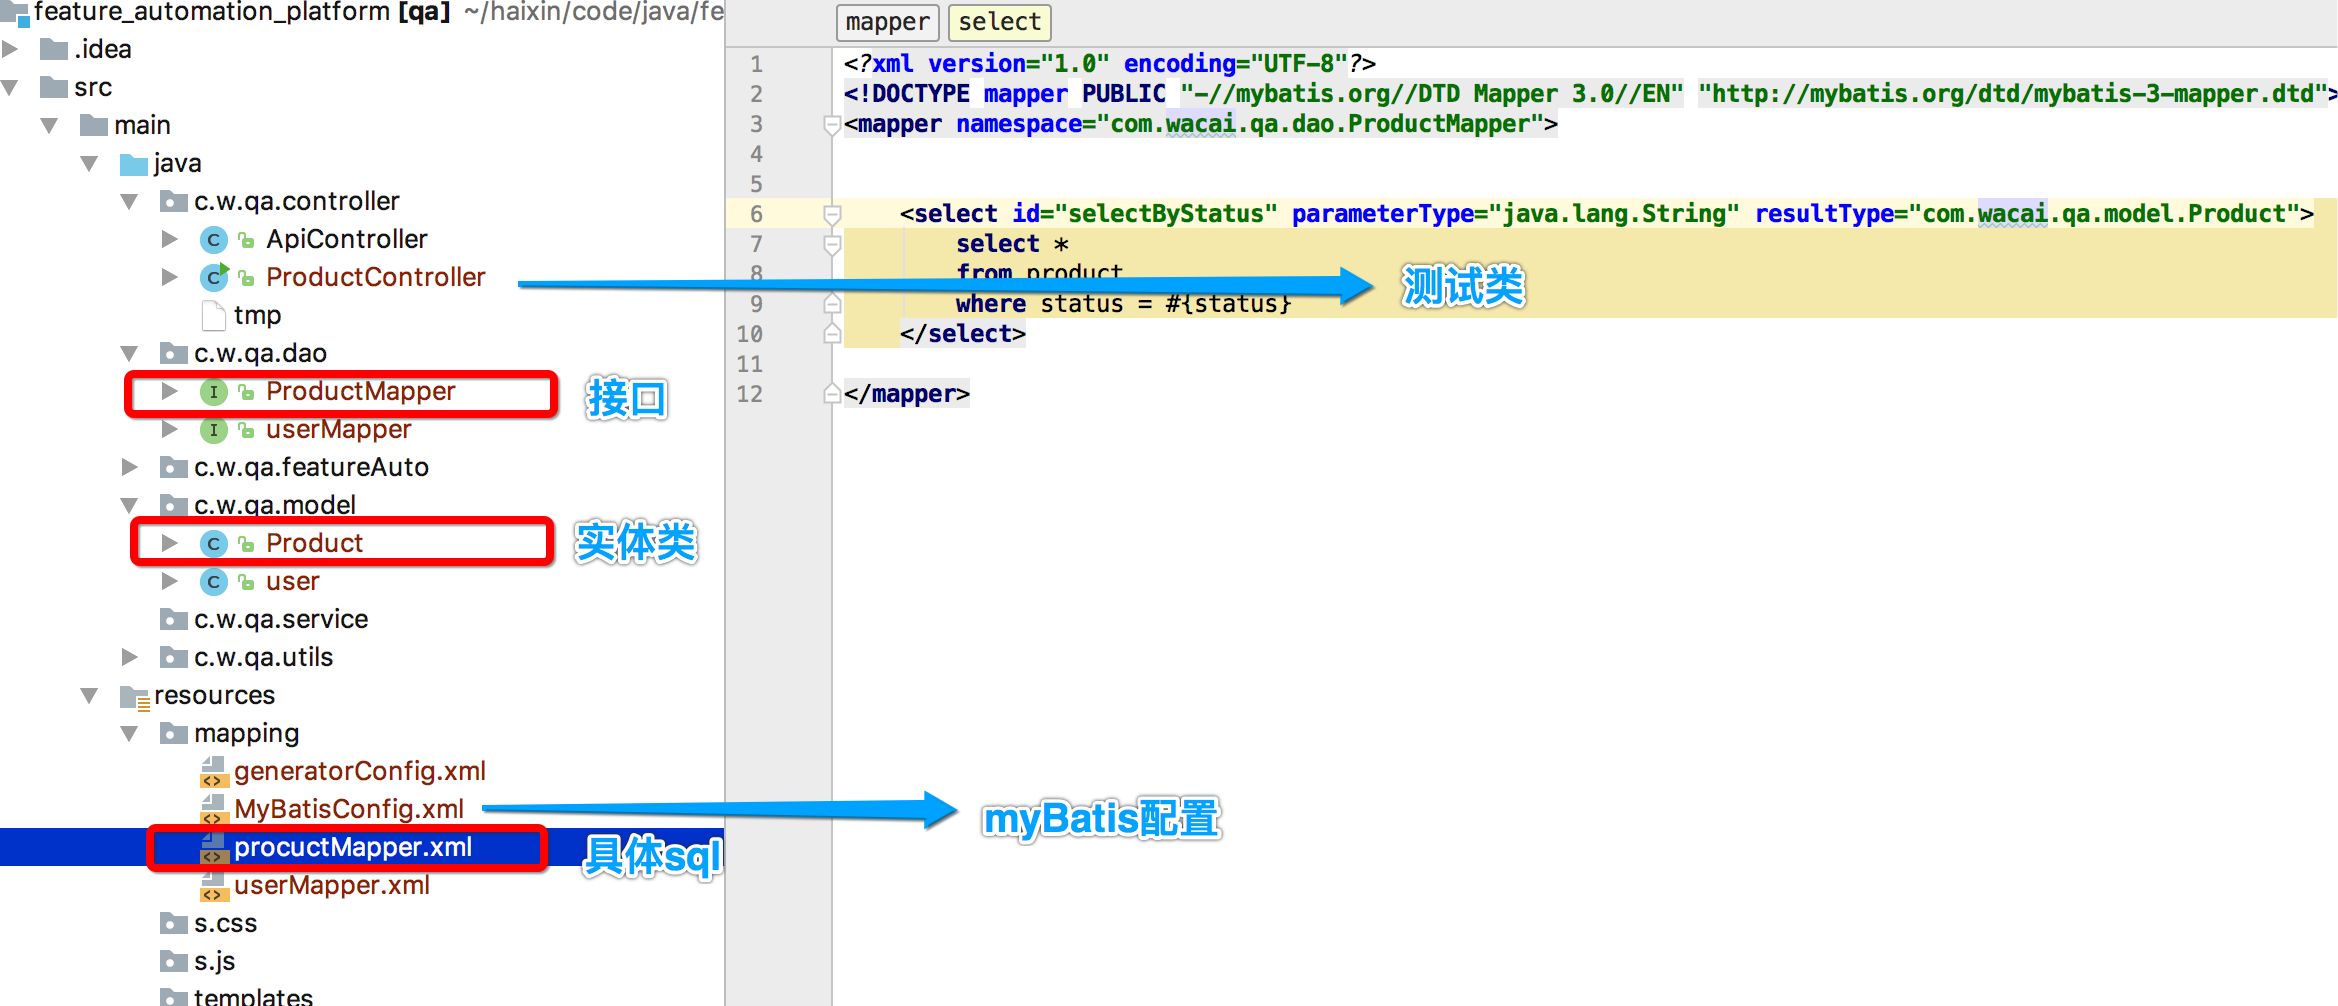 feature_automation_platform [qa] ~/haixin/code/java/fe
.idea
src
main
java
c.w.qa.controller
ApiController
ProductController
tmp
c.w.qa.dao
ProductMapper
接口
userMapper
c.w.qa.featureAuto
c.w.qa.model
Product
实体类
user
c.w.qa.service
c.w.qa.utils
resources
mapping
generatorConfig.xml
MyBatisConfig.xml
procuctMapper.xml
具体sql
userMapper.xml
s.css
s.js
templates
mapper select
1 <?xml version="1.0" encoding="UTF-8"?>
2 <!DOCTYPE mapper PUBLIC "-//mybatis.org//DTD Mapper 3.0//EN" "http://mybatis.org/dtd/mybatis-3-mapper.dtd">
3 <mapper namespace="com.wacai.qa.dao.ProductMapper">
4
5
6 <select id="selectByStatus" parameterType="java.lang.String" resultType="com.wacai.qa.model.Product">
7 select *
8 from product
9 where status = #{status}
10 </select>
11
12 </mapper>
测试类
myBatis配置